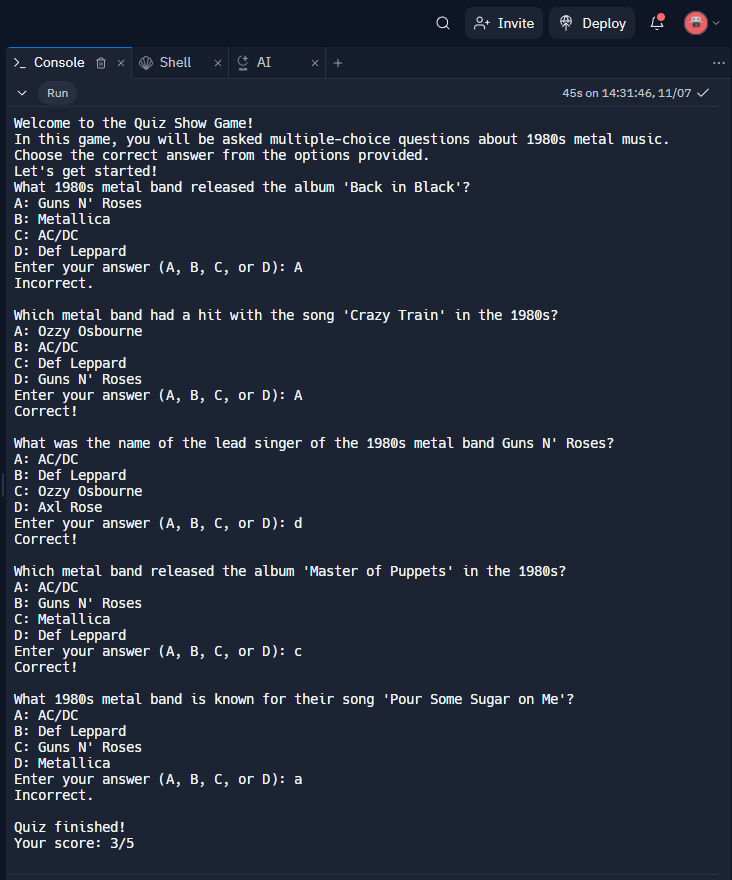 Invite
Deploy
Console
Shell
AI
Run
45s on 14:31:46, 11/07
Welcome to the Quiz Show Game!
In this game, you will be asked multiple-choice questions about 1980s metal music.
Choose the correct answer from the options provided.
Let's get started!
What 1980s metal band released the album 'Back in Black'?
A: Guns N' Roses
B: Metallica
C: AC/DC
D: Def Leppard
Enter your answer (A, B, C, or D): A
Incorrect.

Which metal band had a hit with the song 'Crazy Train' in the 1980s?
A: Ozzy Osbourne
B: AC/DC
C: Def Leppard
D: Guns N' Roses
Enter your answer (A, B, C, or D): A
Correct!

What was the name of the lead singer of the 1980s metal band Guns N' Roses?
A: AC/DC
B: Def Leppard
C: Ozzy Osbourne
D: Axl Rose
Enter your answer (A, B, C, or D): d
Correct!

Which metal band released the album 'Master of Puppets' in the 1980s?
A: AC/DC
B: Guns N' Roses
C: Metallica
D: Def Leppard
Enter your answer (A, B, C, or D): c
Correct!

What 1980s metal band is known for their song 'Pour Some Sugar on Me'?
A: AC/DC
B: Def Leppard
C: Guns N' Roses
D: Metallica
Enter your answer (A, B, C, or D): a
Incorrect.

Quiz finished!
Your score: 3/5